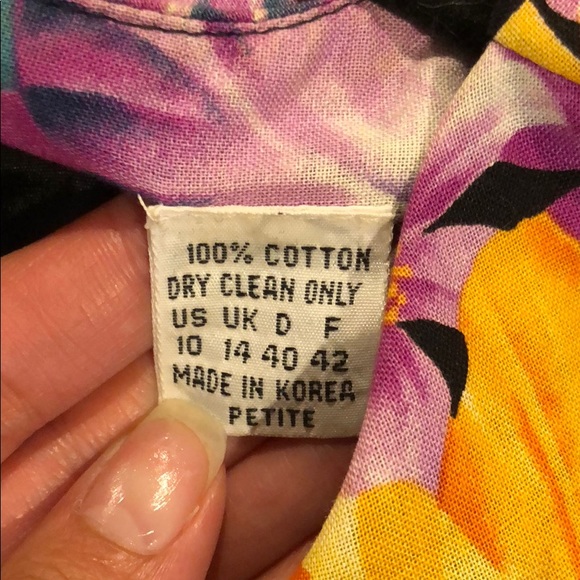 100% COTTON
DRY CLEAN ONLY
US UK D F
10 14 40 42
MADE IN KOREA
PETITE